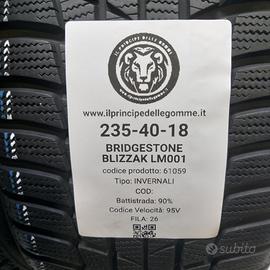 IL PRINCIPE DELLE GOMME
www.ilprincipedellegomme.it
235-40-18
BRIDGESTONE
BLIZZAK LM001
codice prodotto: 61059
Tipo: INVERNALI
COD:
Battistrada: 90%
Codice Velocità: 95V
FILA: 26
subito